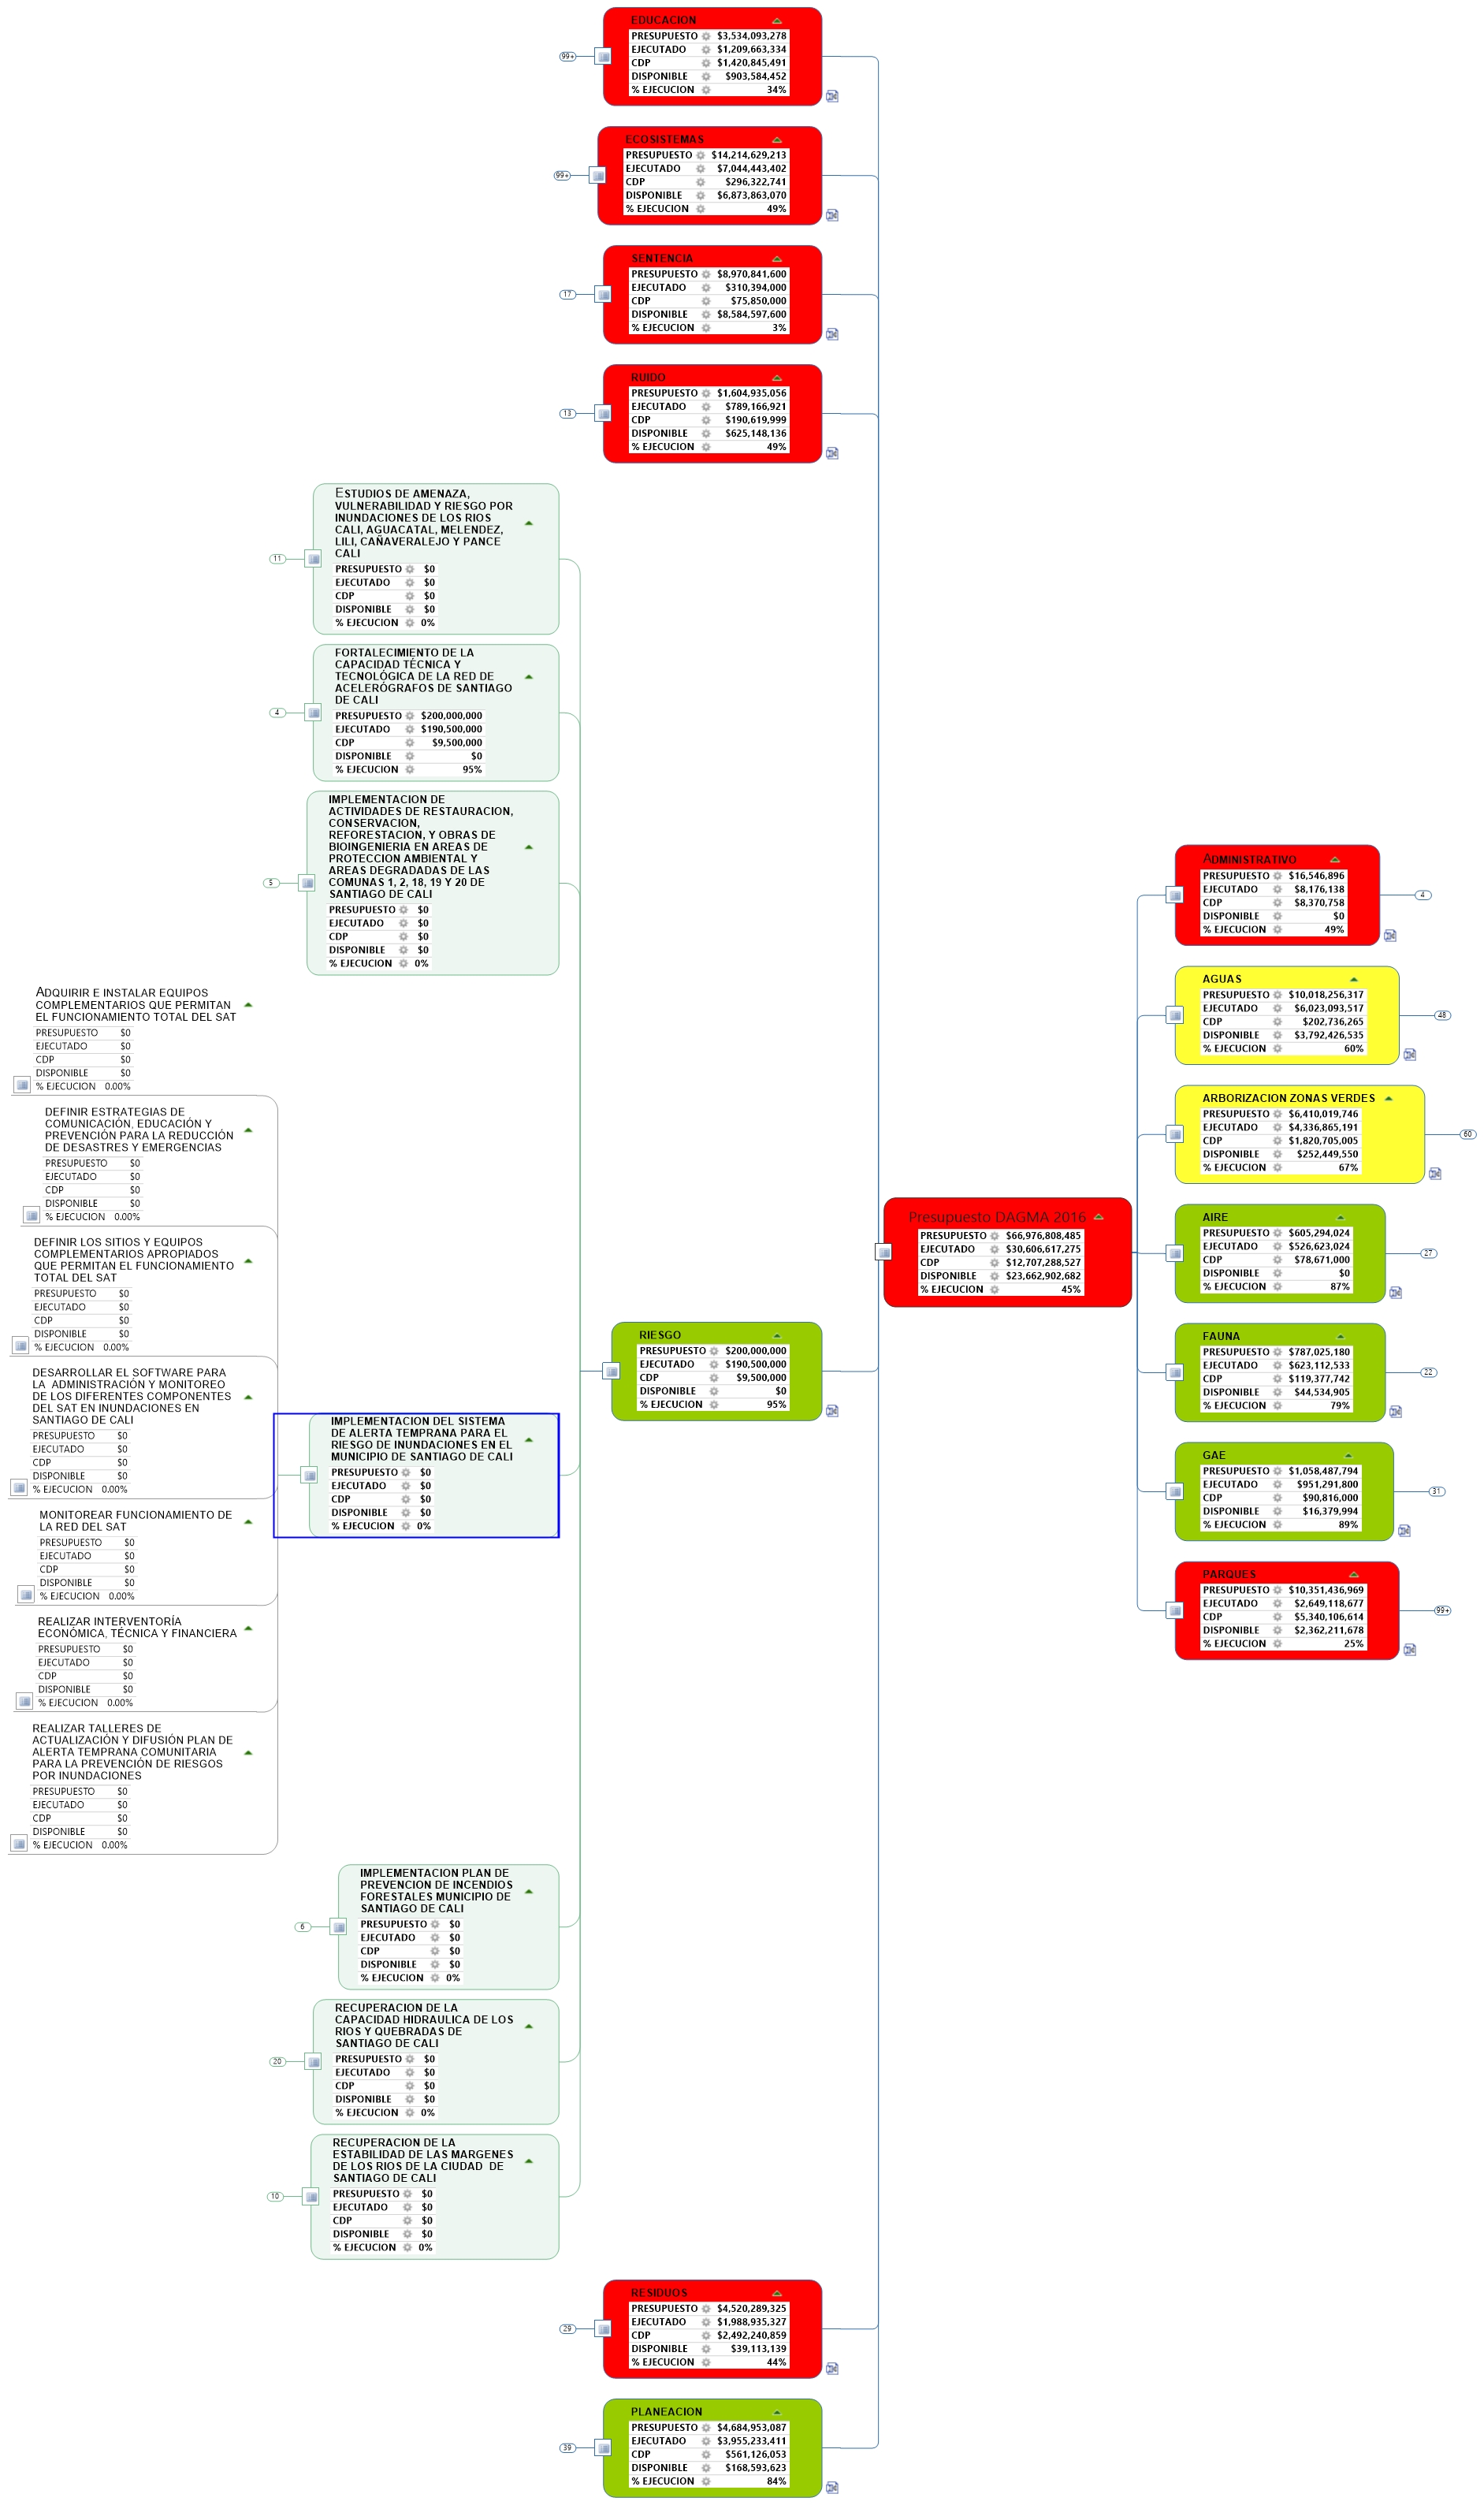 EDUCACION
PRESUPUESTO $3,534,093,278
EJECUTADO $1,209,663,334
CDP $1,420,845,491
DISPONIBLE $903,584,452
% EJECUCION 34%
99+
ECOSISTEMAS
PRESUPUESTO $14,214,629,213
EJECUTADO $7,044,443,402
CDP $296,322,741
DISPONIBLE $6,873,863,070
% EJECUCION 49%
99+
SENTENCIA
PRESUPUESTO $8,970,841,600
EJECUTADO $310,394,000
CDP $75,850,000
DISPONIBLE $8,584,597,600
% EJECUCION 3%
17
RUIDO
PRESUPUESTO $1,604,935,056
EJECUTADO $789,166,921
CDP $190,619,999
DISPONIBLE $625,148,136
% EJECUCION 49%
13
ESTUDIOS DE AMENAZA,
VULNERABILIDAD Y RIESGO POR
INUNDACIONES DE LOS RIOS
CALI, AGUACATAL, MELENDEZ,
LILI, CAÑAVERALEJO Y PANCE
CALI
PRESUPUESTO $0
EJECUTADO $0
CDP $0
DISPONIBLE $0
% EJECUCION 0%
11
FORTALECIMIENTO DE LA
CAPACIDAD TÉCNICA Y
TECNOLÓGICA DE LA RED DE
ACELERÓGRAFOS DE SANTIAGO
DE CALI
PRESUPUESTO $200,000,000
EJECUTADO $190,500,000
CDP $9,500,000
DISPONIBLE $0
% EJECUCION 95%
4
IMPLEMENTACION DE
ACTIVIDADES DE RESTAURACION,
CONSERVACION,
REFORESTACION, Y OBRAS DE
BIOINGENIERIA EN AREAS DE
PROTECCION AMBIENTAL Y
AREAS DEGRADADAS DE LAS
COMUNAS 1, 2, 18, 19 Y 20 DE
SANTIAGO DE CALI
PRESUPUESTO $0
EJECUTADO $0
CDP $0
DISPONIBLE $0
% EJECUCION 0%
5
ADQUIRIR E INSTALAR EQUIPOS
COMPLEMENTARIOS QUE PERMITAN
EL FUNCIONAMIENTO TOTAL DEL SAT
PRESUPUESTO $0
EJECUTADO $0
CDP $0
DISPONIBLE $0
% EJECUCION 0.00%
DEFINIR ESTRATEGIAS DE
COMUNICACIÓN, EDUCACIÓN Y
PREVENCIÓN PARA LA REDUCCIÓN
DE DESASTRES Y EMERGENCIAS
PRESUPUESTO $0
EJECUTADO $0
CDP $0
DISPONIBLE $0
% EJECUCION 0.00%
DEFINIR LOS SITIOS Y EQUIPOS
COMPLEMENTARIOS APROPIADOS
QUE PERMITAN EL FUNCIONAMIENTO
TOTAL DEL SAT
PRESUPUESTO $0
EJECUTADO $0
CDP $0
DISPONIBLE $0
% EJECUCION 0.00%
DESARROLLAR EL SOFTWARE PARA
LA ADMINISTRACIÓN Y MONITOREO
DE LOS DIFERENTES COMPONENTES
DEL SAT EN INUNDACIONES EN
SANTIAGO DE CALI
PRESUPUESTO $0
EJECUTADO $0
CDP $0
DISPONIBLE $0
% EJECUCION 0.00%
MONITOREAR FUNCIONAMIENTO DE
LA RED DEL SAT
PRESUPUESTO $0
EJECUTADO $0
CDP $0
DISPONIBLE $0
% EJECUCION 0.00%
REALIZAR INTERVENTORÍA
ECONÓMICA, TÉCNICA Y FINANCIERA
PRESUPUESTO $0
EJECUTADO $0
CDP $0
DISPONIBLE $0
% EJECUCION 0.00%
REALIZAR TALLERES DE
ACTUALIZACIÓN Y DIFUSIÓN PLAN DE
ALERTA TEMPRANA COMUNITARIA
PARA LA PREVENCIÓN DE RIESGOS
POR INUNDACIONES
PRESUPUESTO $0
EJECUTADO $0
CDP $0
DISPONIBLE $0
% EJECUCION 0.00%
IMPLEMENTACION DEL SISTEMA
DE ALERTA TEMPRANA PARA EL
RIESGO DE INUNDACIONES EN EL
MUNICIPIO DE SANTIAGO DE CALI
PRESUPUESTO $0
EJECUTADO $0
CDP $0
DISPONIBLE $0
% EJECUCION 0%
RIESGO
PRESUPUESTO $200,000,000
EJECUTADO $190,500,000
CDP $9,500,000
DISPONIBLE $0
% EJECUCION 95%
IMPLEMENTACION PLAN DE
PREVENCION DE INCENDIOS
FORESTALES MUNICIPIO DE
SANTIAGO DE CALI
PRESUPUESTO $0
EJECUTADO $0
CDP $0
DISPONIBLE $0
% EJECUCION 0%
6
RECUPERACION DE LA
CAPACIDAD HIDRAULICA DE LOS
RIOS Y QUEBRADAS DE
SANTIAGO DE CALI
PRESUPUESTO $0
EJECUTADO $0
CDP $0
DISPONIBLE $0
% EJECUCION 0%
20
RECUPERACION DE LA
ESTABILIDAD DE LAS MARGENES
DE LOS RIOS DE LA CIUDAD DE
SANTIAGO DE CALI
PRESUPUESTO $0
EJECUTADO $0
CDP $0
DISPONIBLE $0
% EJECUCION 0%
10
RESIDUOS
PRESUPUESTO $4,520,289,325
EJECUTADO $1,988,935,327
CDP $2,492,240,859
DISPONIBLE $39,113,139
% EJECUCION 44%
29
PLANEACION
PRESUPUESTO $4,684,953,087
EJECUTADO $3,955,233,411
CDP $561,126,053
DISPONIBLE $168,593,623
% EJECUCION 84%
39
Presupuesto DAGMA 2016
PRESUPUESTO $66,976,808,485
EJECUTADO $30,606,617,275
CDP $12,707,288,527
DISPONIBLE $23,662,902,682
% EJECUCION 45%
ADMINISTRATIVO
PRESUPUESTO $16,546,896
EJECUTADO $8,176,138
CDP $8,370,758
DISPONIBLE $0
% EJECUCION 49%
4
AGUAS
PRESUPUESTO $10,018,256,317
EJECUTADO $6,023,093,517
CDP $202,736,265
DISPONIBLE $3,792,426,535
% EJECUCION 60%
48
ARBORIZACION ZONAS VERDES
PRESUPUESTO $6,410,019,746
EJECUTADO $4,336,865,191
CDP $1,820,705,005
DISPONIBLE $252,449,550
% EJECUCION 67%
60
AIRE
PRESUPUESTO $605,294,024
EJECUTADO $526,623,024
CDP $78,671,000
DISPONIBLE $0
% EJECUCION 87%
27
FAUNA
PRESUPUESTO $787,025,180
EJECUTADO $623,112,533
CDP $119,377,742
DISPONIBLE $44,534,905
% EJECUCION 79%
22
GAE
PRESUPUESTO $1,058,487,794
EJECUTADO $951,291,800
CDP $90,816,000
DISPONIBLE $16,379,994
% EJECUCION 89%
31
PARQUES
PRESUPUESTO $10,351,436,969
EJECUTADO $2,649,118,677
CDP $5,340,106,614
DISPONIBLE $2,362,211,678
% EJECUCION 25%
99+